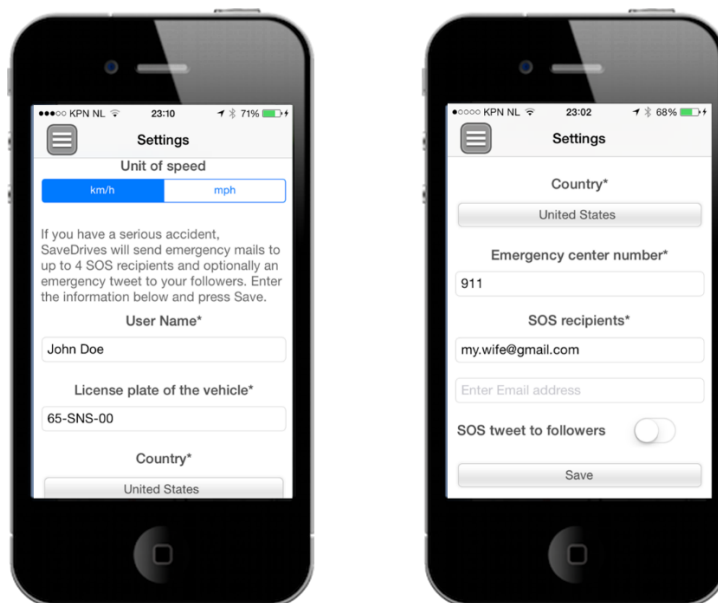 ●●●○○ KPN NL 23:10 71%
Settings
Unit of speed
km/h mph
If you have a serious accident,
SaveDrives will send emergency mails to
up to 4 SOS recipients and optionally an
emergency tweet to your followers. Enter
the information below and press Save.
User Name*
John Doe
License plate of the vehicle*
65-SNS-00
Country*
United States
●○○○○ KPN NL 23:02 68%
Settings
Country*
United States
Emergency center number*
911
SOS recipients*
my.wife@gmail.com
Enter Email address
SOS tweet to followers
Save